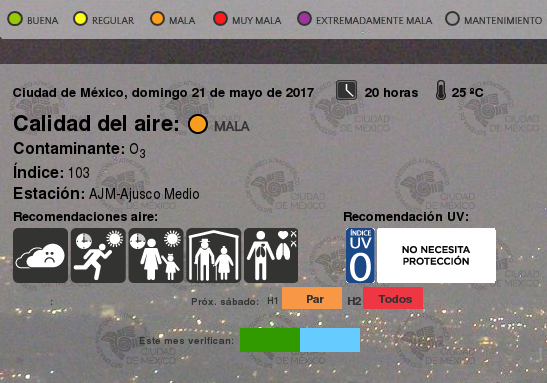 BUENA REGULAR MALA MUY MALA EXTREMADAMENTE MALA MANTENIMIENTO
Ciudad de México, domingo 21 de mayo de 2017 20 horas 25 ºC
Calidad del aire: MALA
Contaminante: O3
Índice: 103
Estación: AJM-Ajusco Medio
Recomendaciones aire: Recomendación UV:
ÍNDICE
UV
0
NO NECESITA
PROTECCIÓN
: Próx. sábado: H1 Par H2 Todos
Este mes verifican:
CIUDAD
DE MÉXICO